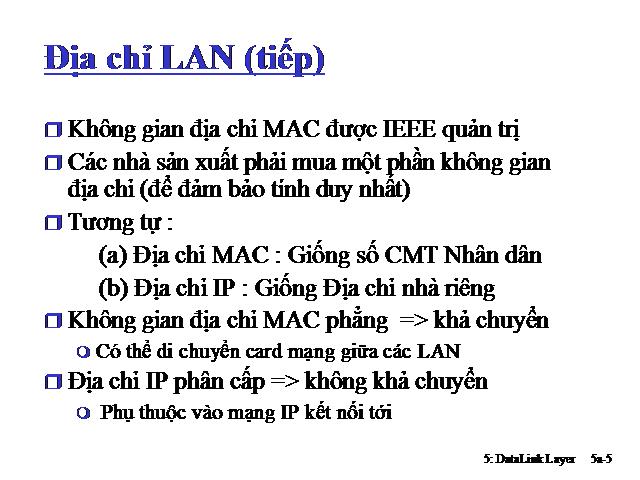 Địa chỉ LAN (tiếp)
Không gian địa chỉ MAC được IEEE quản trị
Các nhà sản xuất phải mua một phần không gian
địa chỉ (để đảm bảo tính duy nhất)
Tương tự :
(a) Địa chỉ MAC : Giống số CMT Nhân dân
(b) Địa chỉ IP : Giống Địa chỉ nhà riêng
Không gian địa chỉ MAC phẳng => khả chuyển
Có thể di chuyển card mạng giữa các LAN
Địa chỉ IP phân cấp => không khả chuyển
Phụ thuộc vào mạng IP kết nối tới
5: DataLink Layer 5a-5